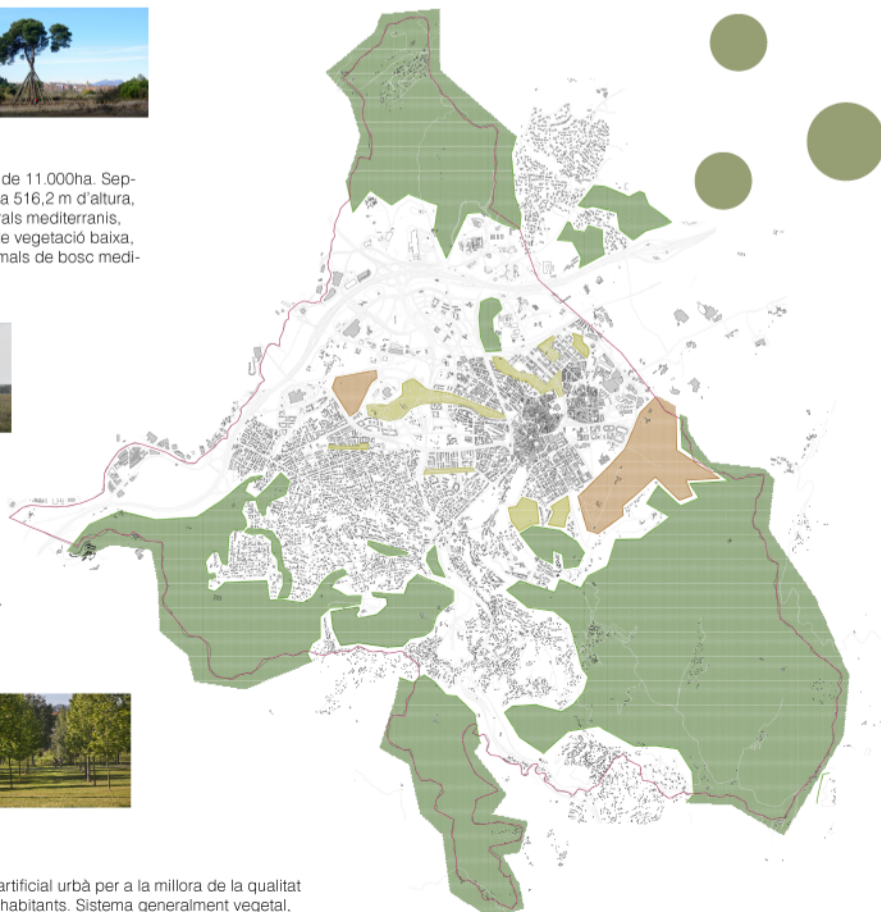 de 11.000ha. Sep-
a 516,2 m d'altura,
rals mediterranis,
e vegetació baixa,
mals de bosc medi-
artificial urbà per a la millora de la qualitat
habitants. Sistema generalment vegetal,